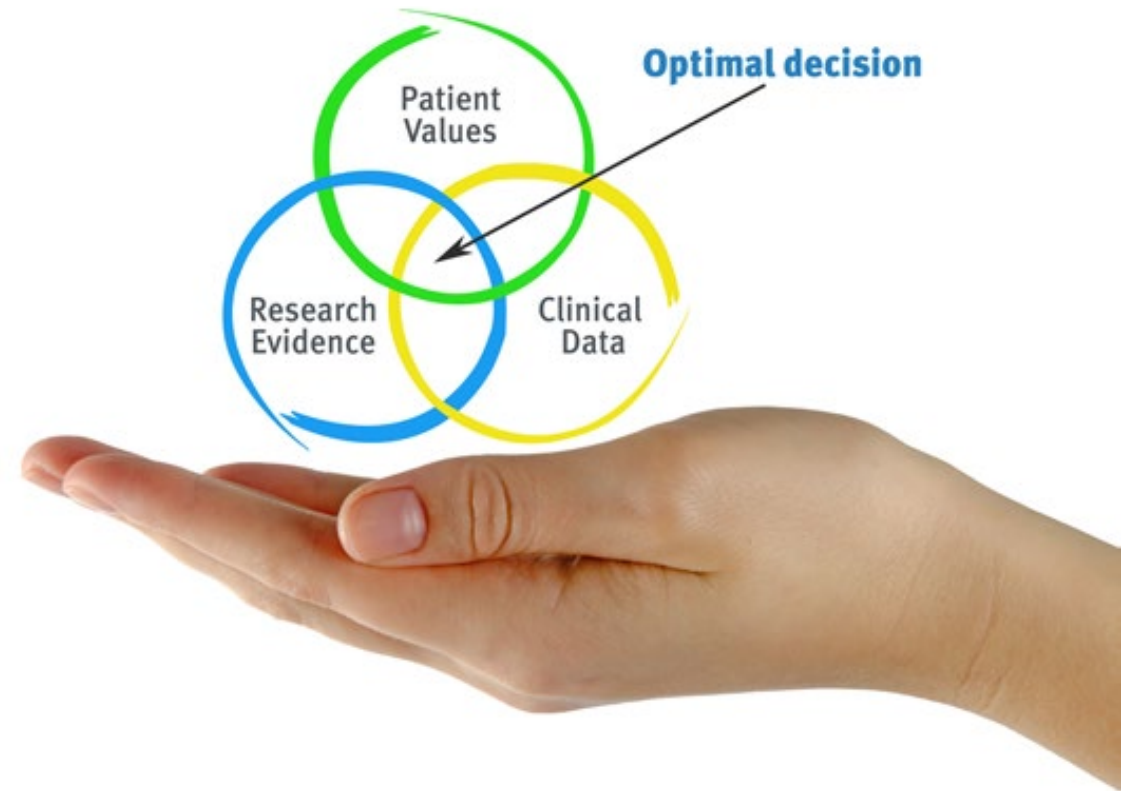 Optimal decision
Patient
Values
Research
Evidence
Clinical
Data